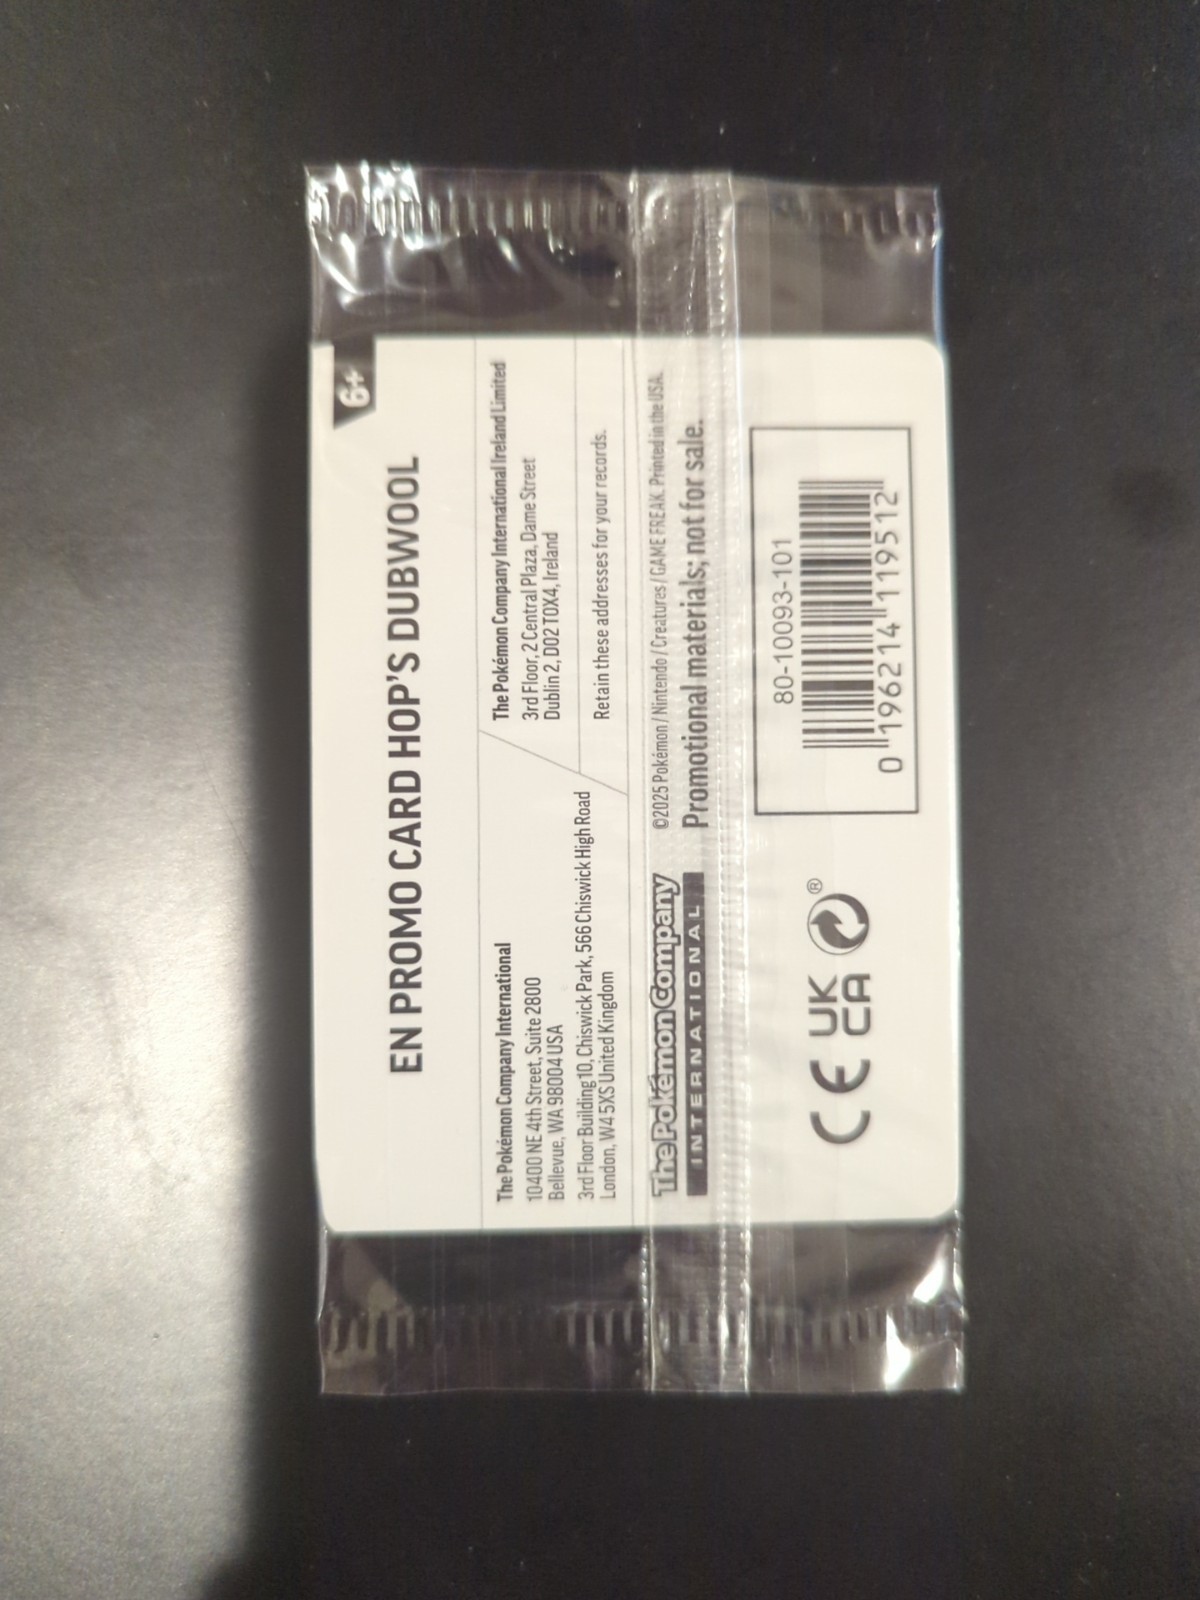 6+
EN PROMO CARD HOP'S DUBWOOL
The Pokémon Company International
10400 NE 4th Street, Suite 2800
Bellevue, WA 98004 USA
3rd Floor Building 10, Chiswick Park, 566 Chiswick High Road
London, W4 5XS United Kingdom
The Pokémon Company International Ireland Limited
3rd Floor, 2 Central Plaza, Dame Street
Dublin 2, D02 T0X4, Ireland
Retain these addresses for your records.
The Pokémon Company
INTERNATIONAL
©2025 Pokémon / Nintendo / Creatures / GAME FREAK. Printed in the USA.
Promotional materials; not for sale.
CE
UK
CA
®
80-10093-101
0 196214 119512